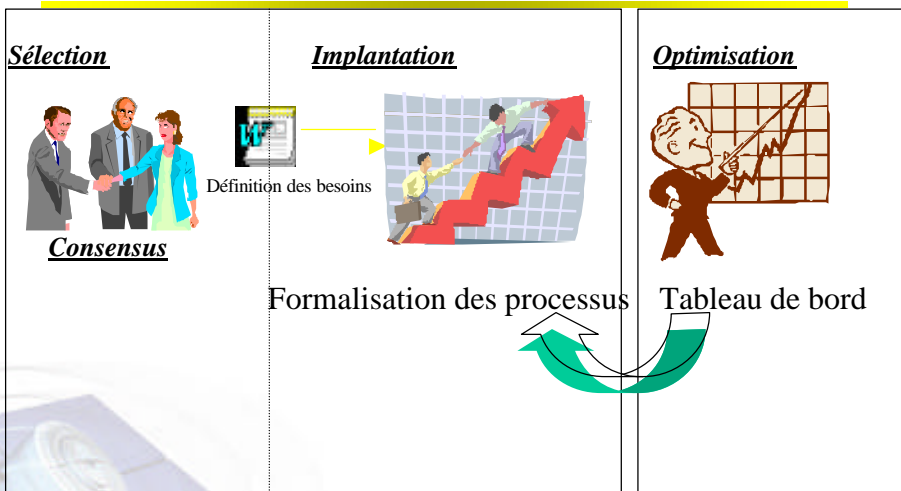 Sélection
Implantation
Optimisation
W
Définition des besoins
Consensus
Formalisation des processus
Tableau de bord